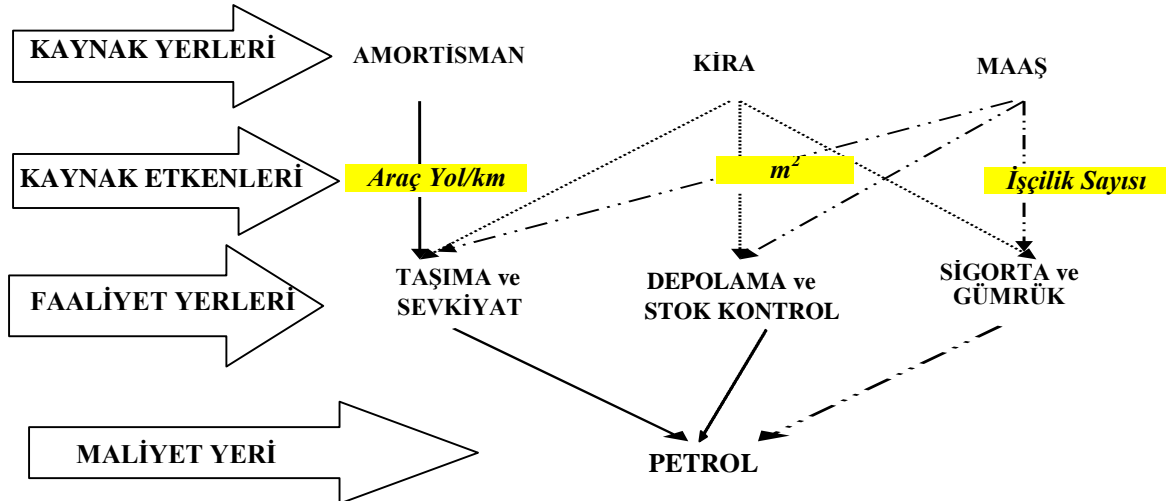 KAYNAK YERLERİ
AMORTİSMAN
KİRA
MAAŞ
KAYNAK ETKENLERİ
Araç Yol/km
m²
İşçilik Sayısı
FAALİYET YERLERİ
TAŞIMA ve
SEVKİYAT
DEPOLAMA ve
STOK KONTROL
SİGORTA ve
GÜMRÜK
MALİYET YERİ
PETROL